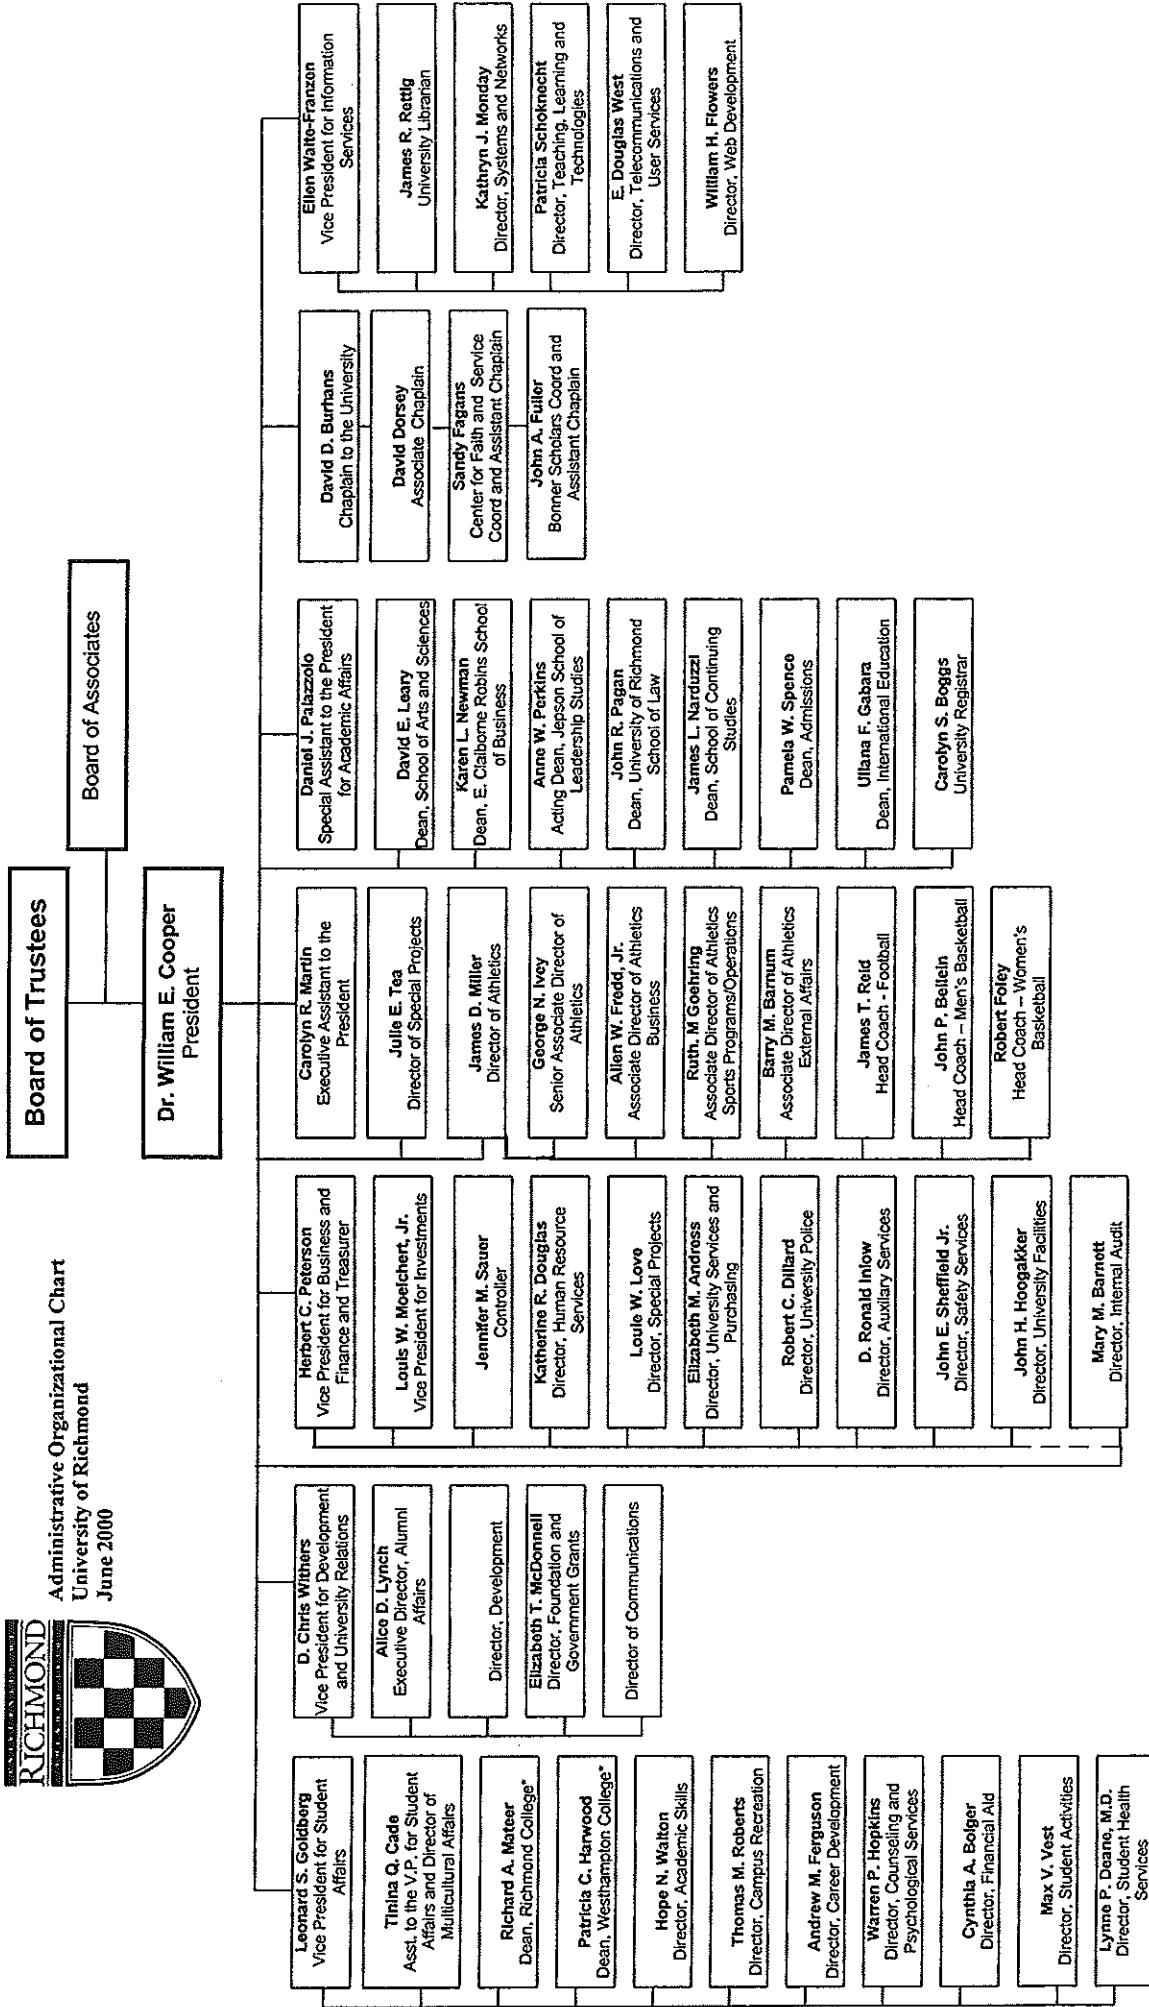 RICHMOND
Administrative Organizational Chart
University of Richmond
June 2000
Board of Trustees
Board of Associates
Dr. William E. Cooper
President
Leonard S. Goldberg
Vice President for Student
Affairs
Tinina Q. Cade
Asst. to the V.P. for Student
Affairs and Director of
Multicultural Affairs
Richard A. Mateer
Dean, Richmond College*
Patricia C. Harwood
Dean, Westhampton College*
Hope N. Walton
Director, Academic Skills
Thomas M. Roberts
Director, Campus Recreation
Andrew M. Ferguson
Director, Career Development
Warren P. Hopkins
Director, Counseling and
Psychological Services
Cynthia A. Bolger
Director, Financial Aid
Max V. Vest
Director, Student Activities
Lynne P. Deane, M.D.
Director, Student Health
Services
D. Chris Withers
Vice President for Development
and University Relations
Alice D. Lynch
Executive Director, Alumni
Affairs
Director, Development
Elizabeth T. McDonnell
Director, Foundation and
Government Grants
Director of Communications
Herbert C. Peterson
Vice President for Business and
Finance and Treasurer
Louis W. Moelchert, Jr.
Vice President for Investments
Jennifer M. Sauer
Controller
Katherine R. Douglas
Director, Human Resource
Services
Louie W. Love
Director, Special Projects
Elizabeth M. Andress
Director, University Services and
Purchasing
Robert C. Dillard
Director, University Police
D. Ronald Inlow
Director, Auxiliary Services
John E. Sheffield Jr.
Director, Safety Services
John H. Hoogakker
Director, University Facilities
Mary M. Barnett
Director, Internal Audit
Carolyn R. Martin
Executive Assistant to the
President
Julie E. Tea
Director of Special Projects
James D. Miller
Director of Athletics
George N. Ivey
Senior Associate Director of
Athletics
Allen W. Fredd, Jr.
Associate Director of Athletics
Business
Ruth. M Goehring
Associate Director of Athletics
Sports Programs/Operations
Barry M. Barnum
Associate Director of Athletics
External Affairs
James T. Reid
Head Coach - Football
John P. Beilein
Head Coach – Men's Basketball
Robert Foley
Head Coach – Women's
Basketball
Daniel J. Palazzolo
Special Assistant to the President
for Academic Affairs
David E. Leary
Dean, School of Arts and Sciences
Karen L. Newman
Dean, E. Claiborne Robins School
of Business
Anne W. Perkins
Acting Dean, Jepson School of
Leadership Studies
John R. Pagan
Dean, University of Richmond
School of Law
James L. Narduzzi
Dean, School of Continuing
Studies
Pamela W. Spence
Dean, Admissions
Uliana F. Gabara
Dean, International Education
Carolyn S. Boggs
University Registrar
David D. Burhans
Chaplain to the University
David Dorsey
Associate Chaplain
Sandy Fagans
Center for Faith and Service
Coord and Assistant Chaplain
John A. Fuller
Bonner Scholars Coord and
Assistant Chaplain
Ellen Waite-Franzen
Vice President for Information
Services
James R. Rettig
University Librarian
Kathryn J. Monday
Director, Systems and Networks
Patricia Schoknecht
Director, Teaching, Learning and
Technologies
E. Douglas West
Director, Telecommunications and
User Services
William H. Flowers
Director, Web Development